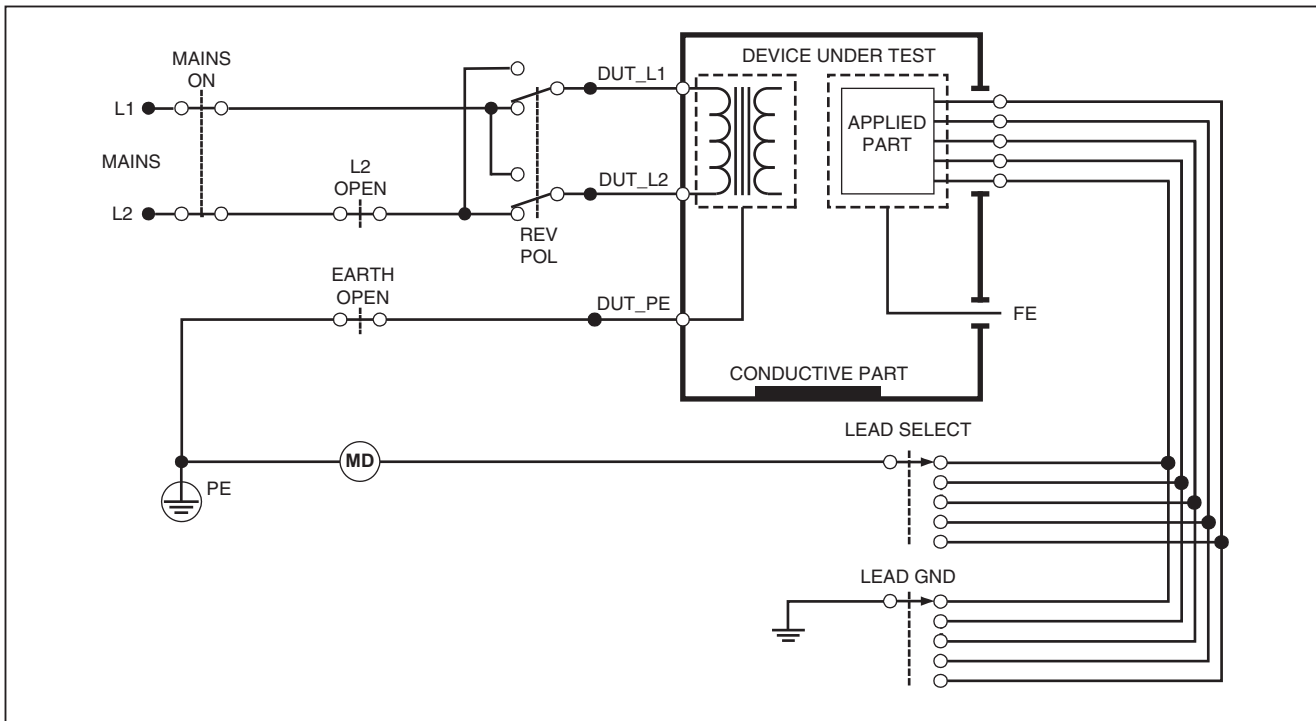 MAINS
ON
L1
MAINS
L2
L2
OPEN
REV
POL
EARTH
OPEN
DUT_L1
DUT_L2
DUT_PE
DEVICE UNDER TEST
APPLIED
PART
FE
CONDUCTIVE PART
LEAD SELECT
MD
PE
LEAD GND